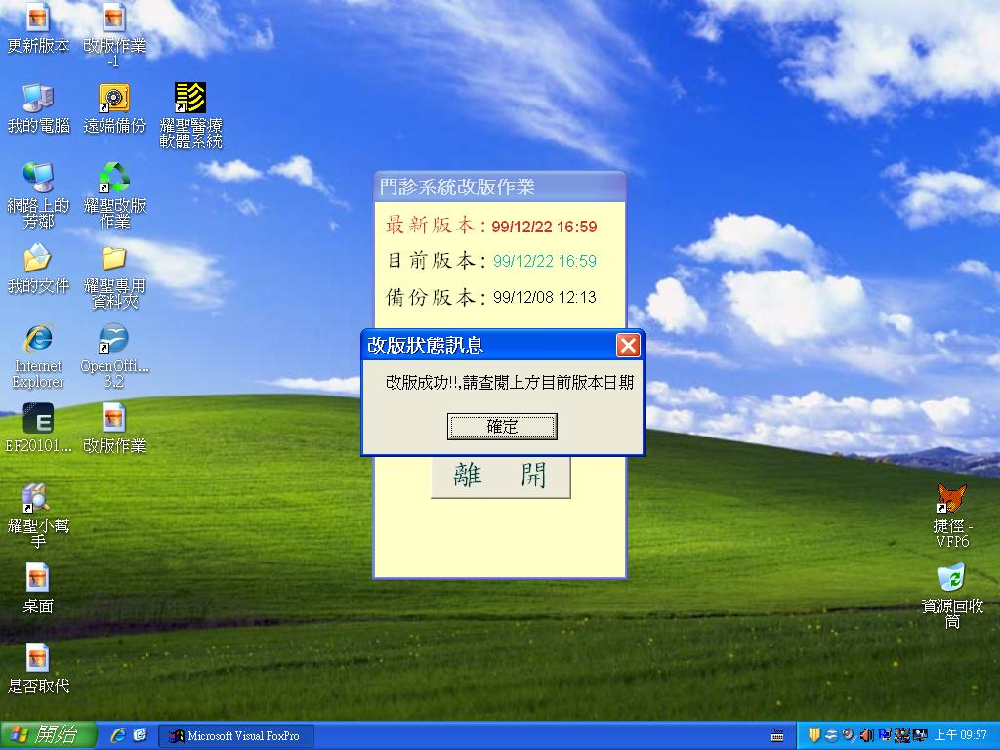 更新版本
改版作業
-1
我的電腦
遠端備份
耀聖醫療
軟體系統
網路上的
芳鄰
耀聖改版
作業
我的文件
耀聖專用
資料夾
Internet
Explorer
OpenOffi...
3.2
E
EF20101...
改版作業
耀聖小幫
手
桌面
是否取代
診
門診系統改版作業
最新版本：99/12/22 16:59
目前版本：99/12/22 16:59
備份版本：99/12/08 12:13
改版狀態訊息
改版成功!!,請查閱上方目前版本日期
確定
離 開
捷徑 -
VFP6
資源回收
筒
開始
Microsoft Visual FoxPro
上午 09:57